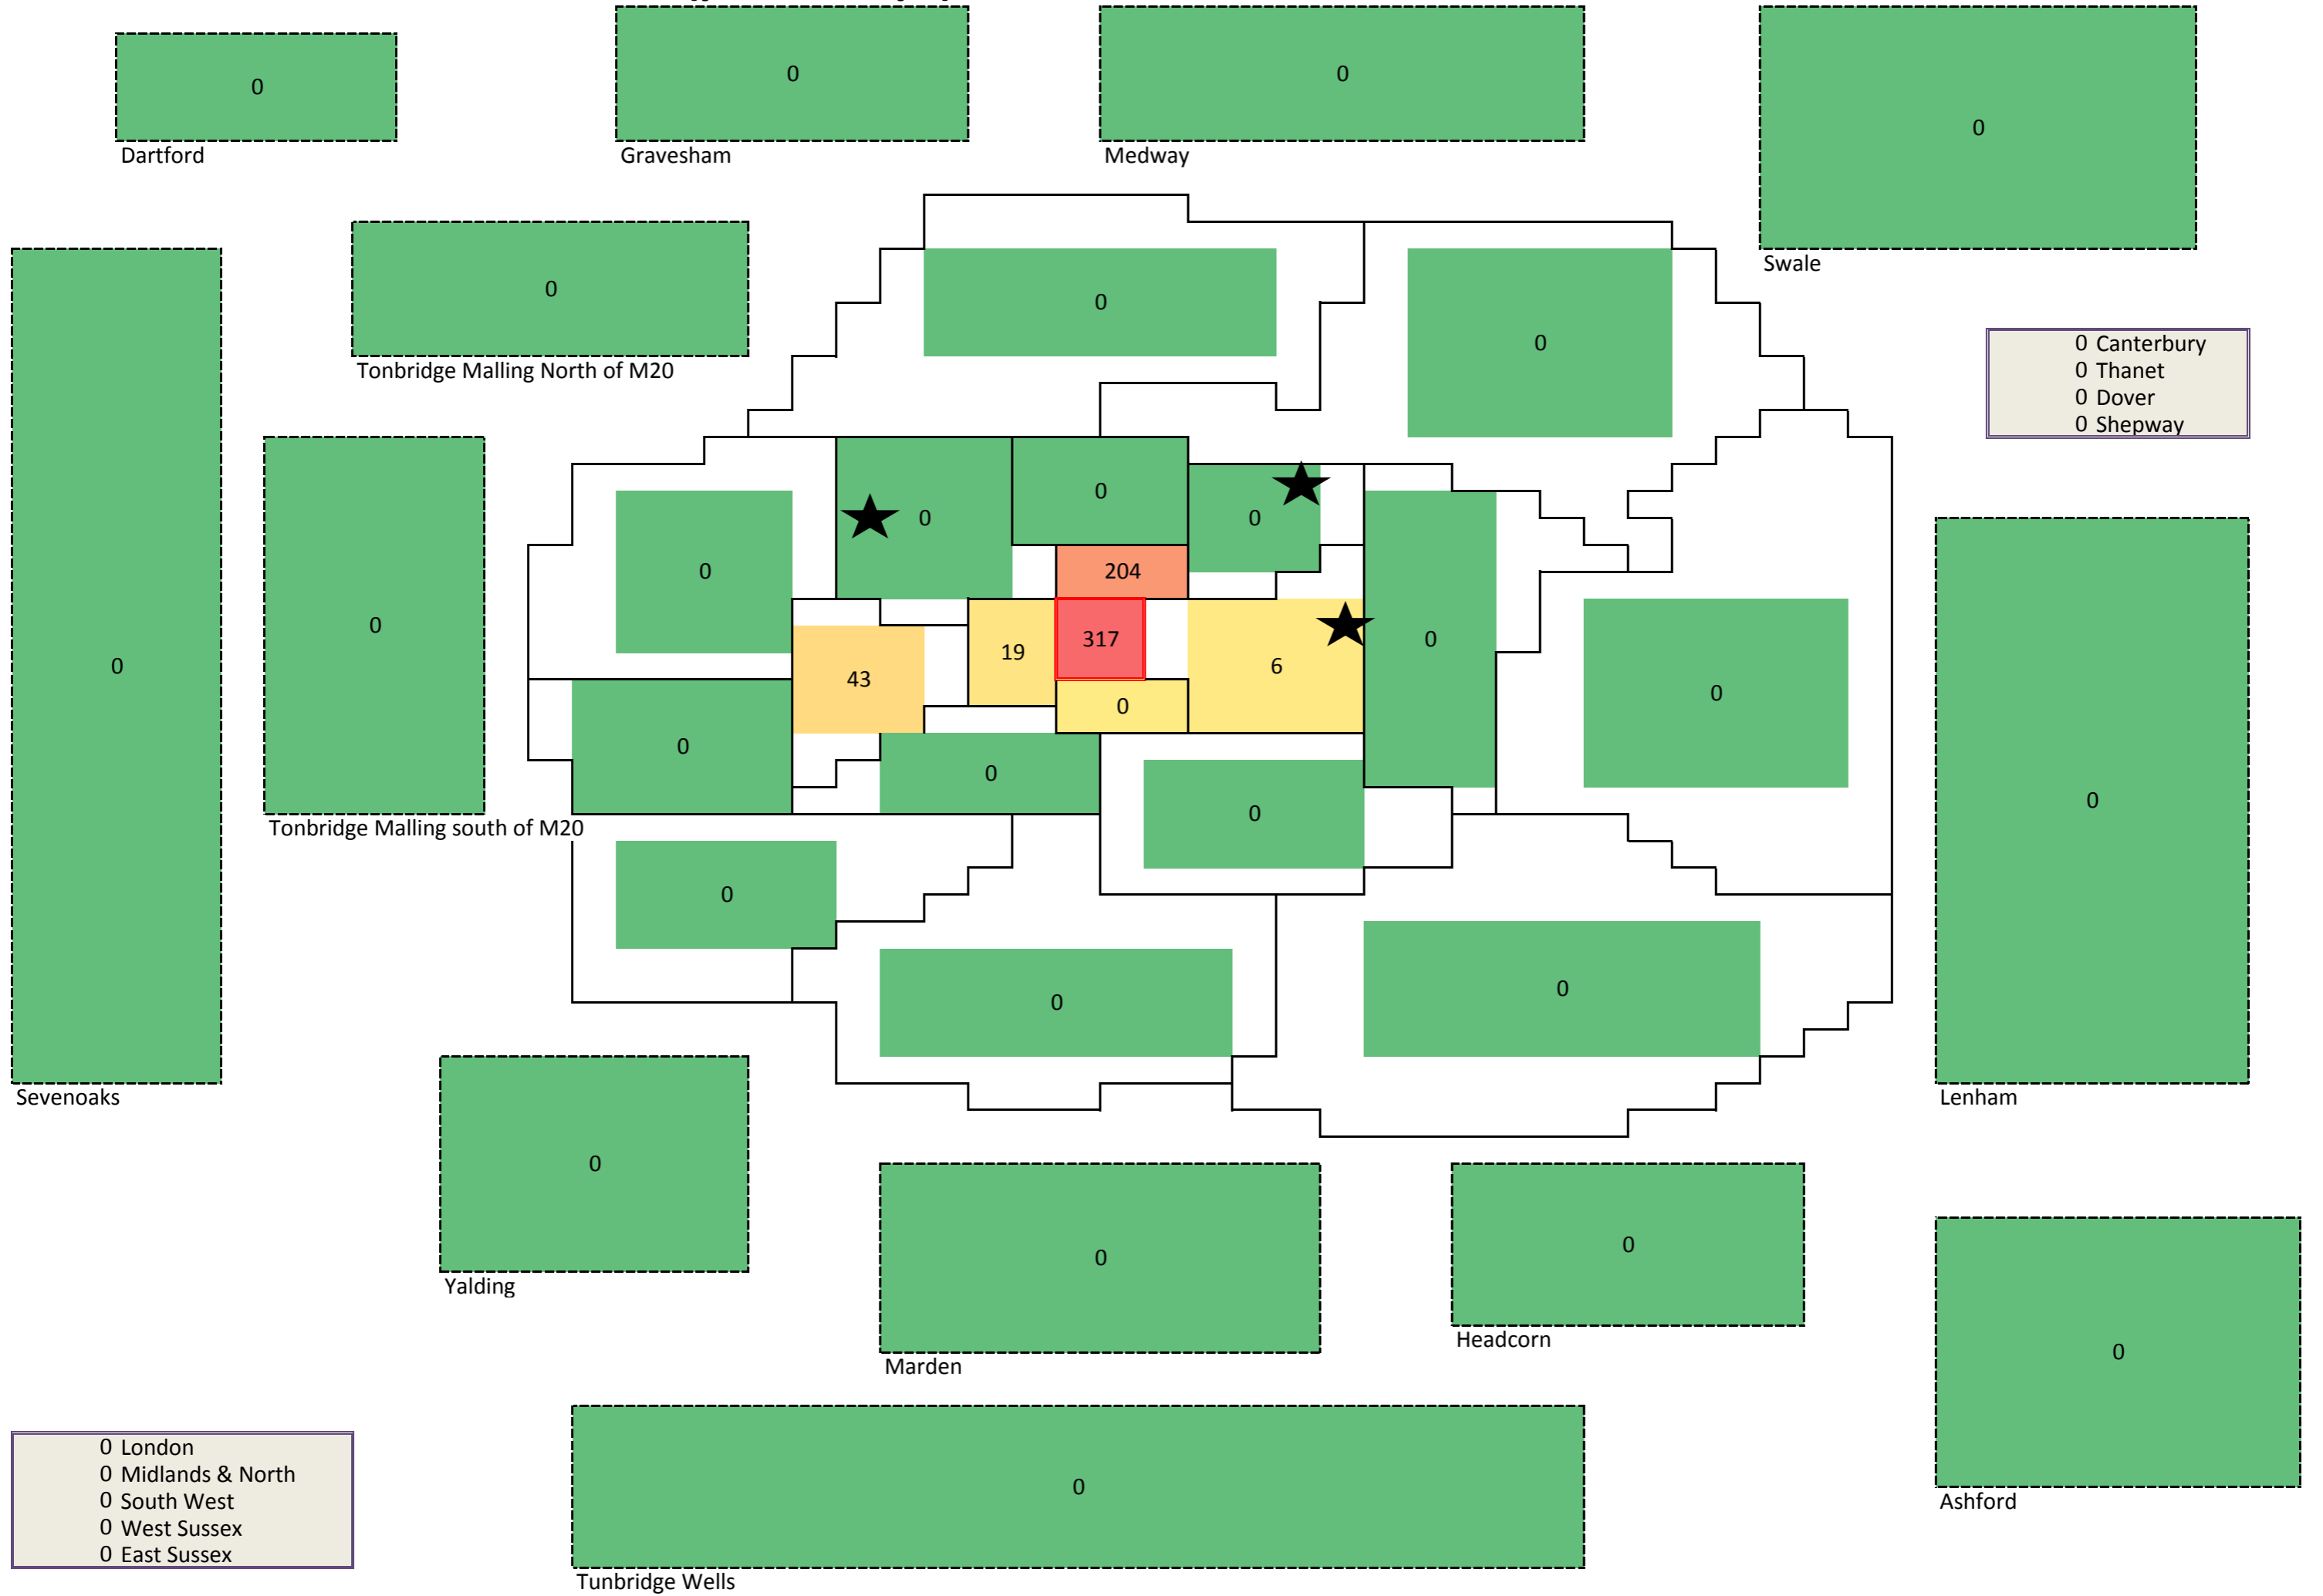 0
Dartford
0
Gravesham
0
Medway
0
Swale
0
Tonbridge Malling North of M20
0
0
0 Canterbury
0 Thanet
0 Dover
0 Shepway
0
Sevenoaks
0
Tonbridge Malling south of M20
0
0
0
0
204
0
43
19
317
6
0
0
0
0
0
0
0
Lenham
0
0
0
0
Yalding
0
Marden
0
Headcorn
0
Ashford
0 London
0 Midlands & North
0 South West
0 West Sussex
0 East Sussex
0
Tunbridge Wells